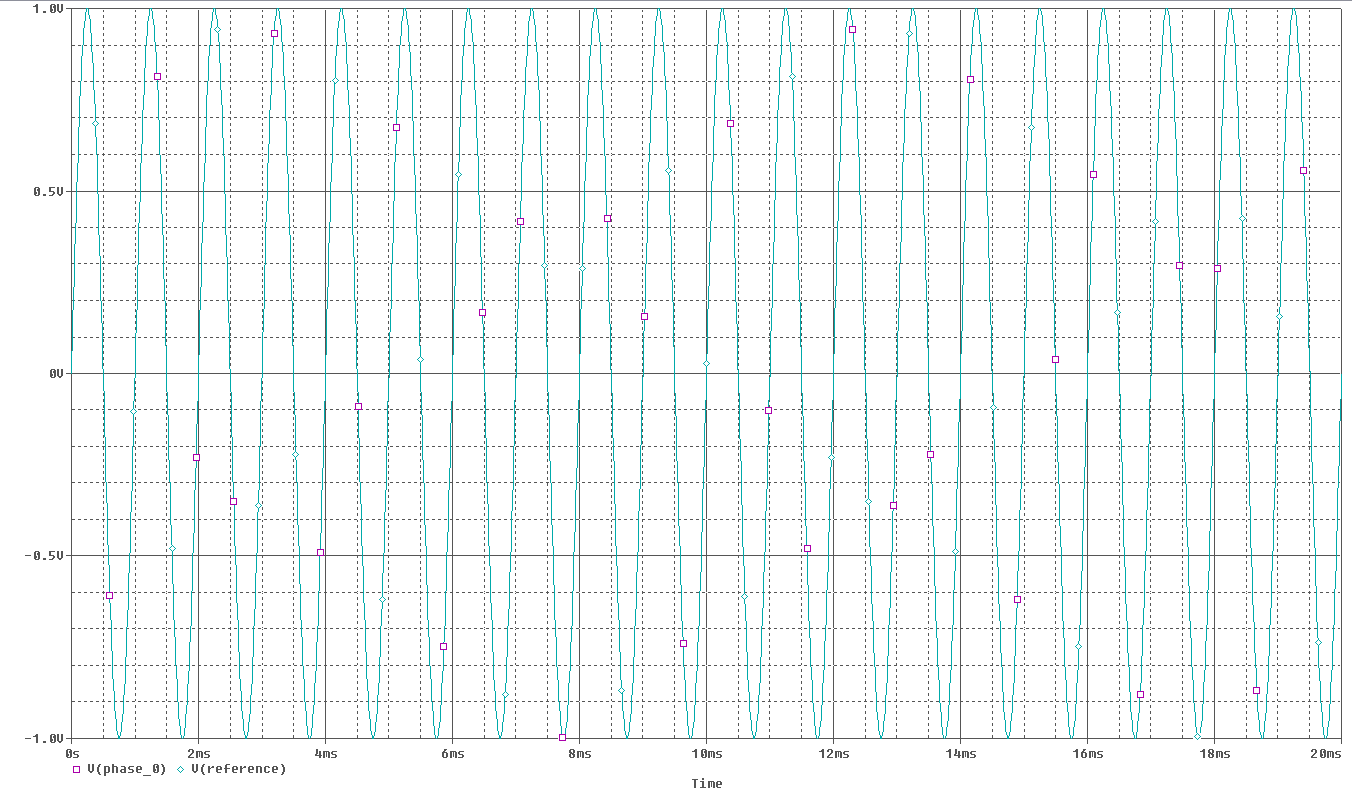 1.0V
0.5V
0V
-0.5V
-1.0V
0s 2ms 4ms 6ms 8ms 10ms 12ms 14ms 16ms 18ms 20ms
V(phase_0) V(reference)
Time